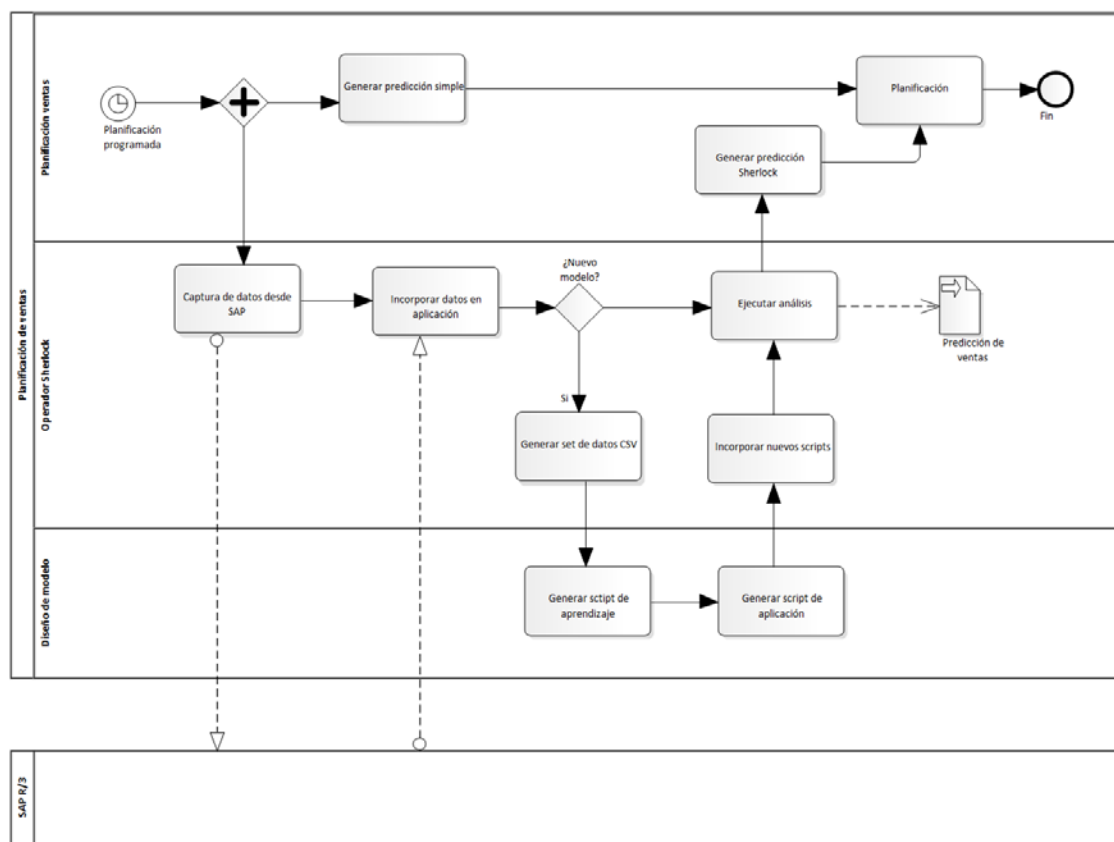 Planificación de ventas
Planificación ventas
Planificación
programada
Generar predicción simple
Planificación
Fin
Generar predicción
Sherlock
Operador Sherlock
Captura de datos desde
SAP
Incorporar datos en
aplicación
¿Nuevo
modelo?
Ejecutar análisis
Predicción de
ventas
Si
Generar set de datos CSV
Incorporar nuevos scripts
Diseño de modelo
Generar sctipt de
aprendizaje
Generar script de
aplicación
SAP R/3